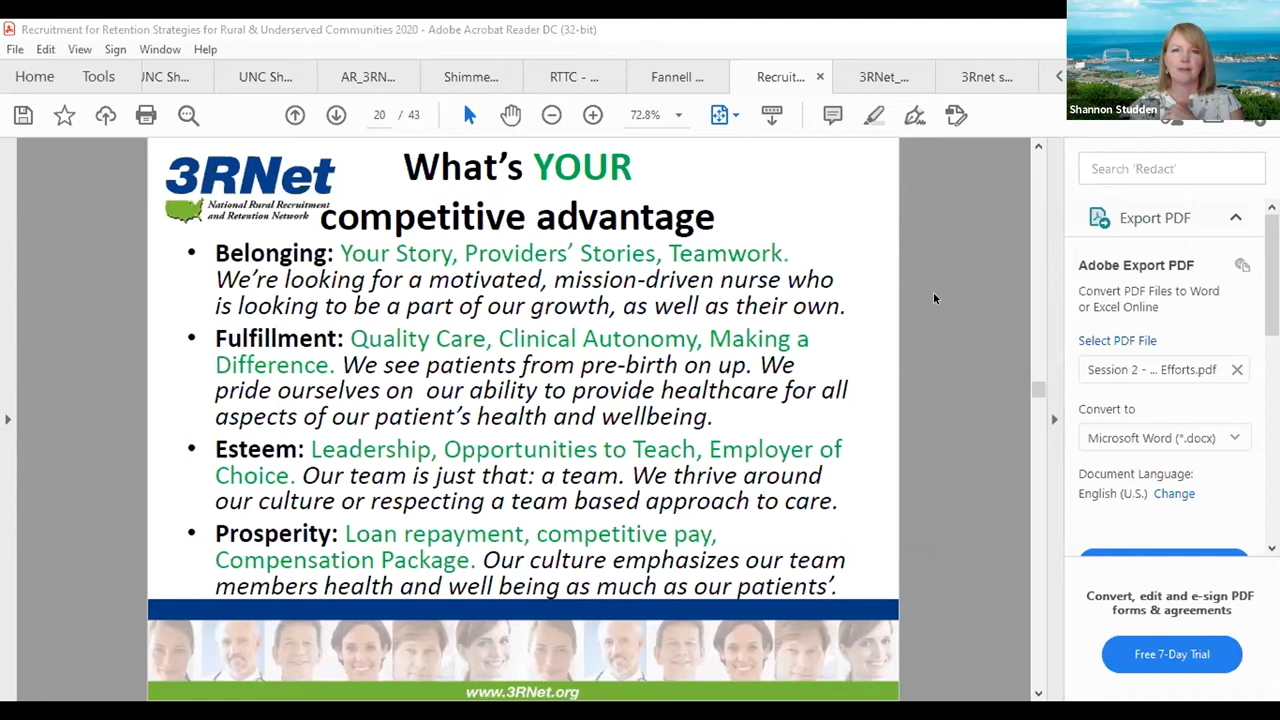 Recruitment for Retention Strategies for Rural & Underserved Communities 2020 - Adobe Acrobat Reader DC (32-bit)
File Edit View Sign Window Help
Home Tools JNC Sh... UNC Sh... AR_3RN... Shimme... RTTC - ... Fannell ... Recruit... × 3RNet_... 3RNet s...
20 / 43 72.8%
Shannon Studden
3RNet
National Rural Recruitment
and Retention Network
What's YOUR
competitive advantage
• Belonging: Your Story, Providers' Stories, Teamwork.
We're looking for a motivated, mission-driven nurse who
is looking to be a part of our growth, as well as their own.
• Fulfillment: Quality Care, Clinical Autonomy, Making a
Difference. We see patients from pre-birth on up. We
pride ourselves on our ability to provide healthcare for all
aspects of our patient's health and wellbeing.
• Esteem: Leadership, Opportunities to Teach, Employer of
Choice. Our team is just that: a team. We thrive around
our culture or respecting a team based approach to care.
• Prosperity: Loan repayment, competitive pay,
Compensation Package. Our culture emphasizes our team
members health and well being as much as our patients'.
www.3RNet.org
Search 'Redact'
Export PDF
Adobe Export PDF
Convert PDF Files to Word
or Excel Online
Select PDF File
Session 2 - ... Efforts.pdf
Convert to
Microsoft Word (*.docx)
Document Language:
English (U.S.) Change
Convert, edit and e-sign PDF
forms & agreements
Free 7-Day Trial